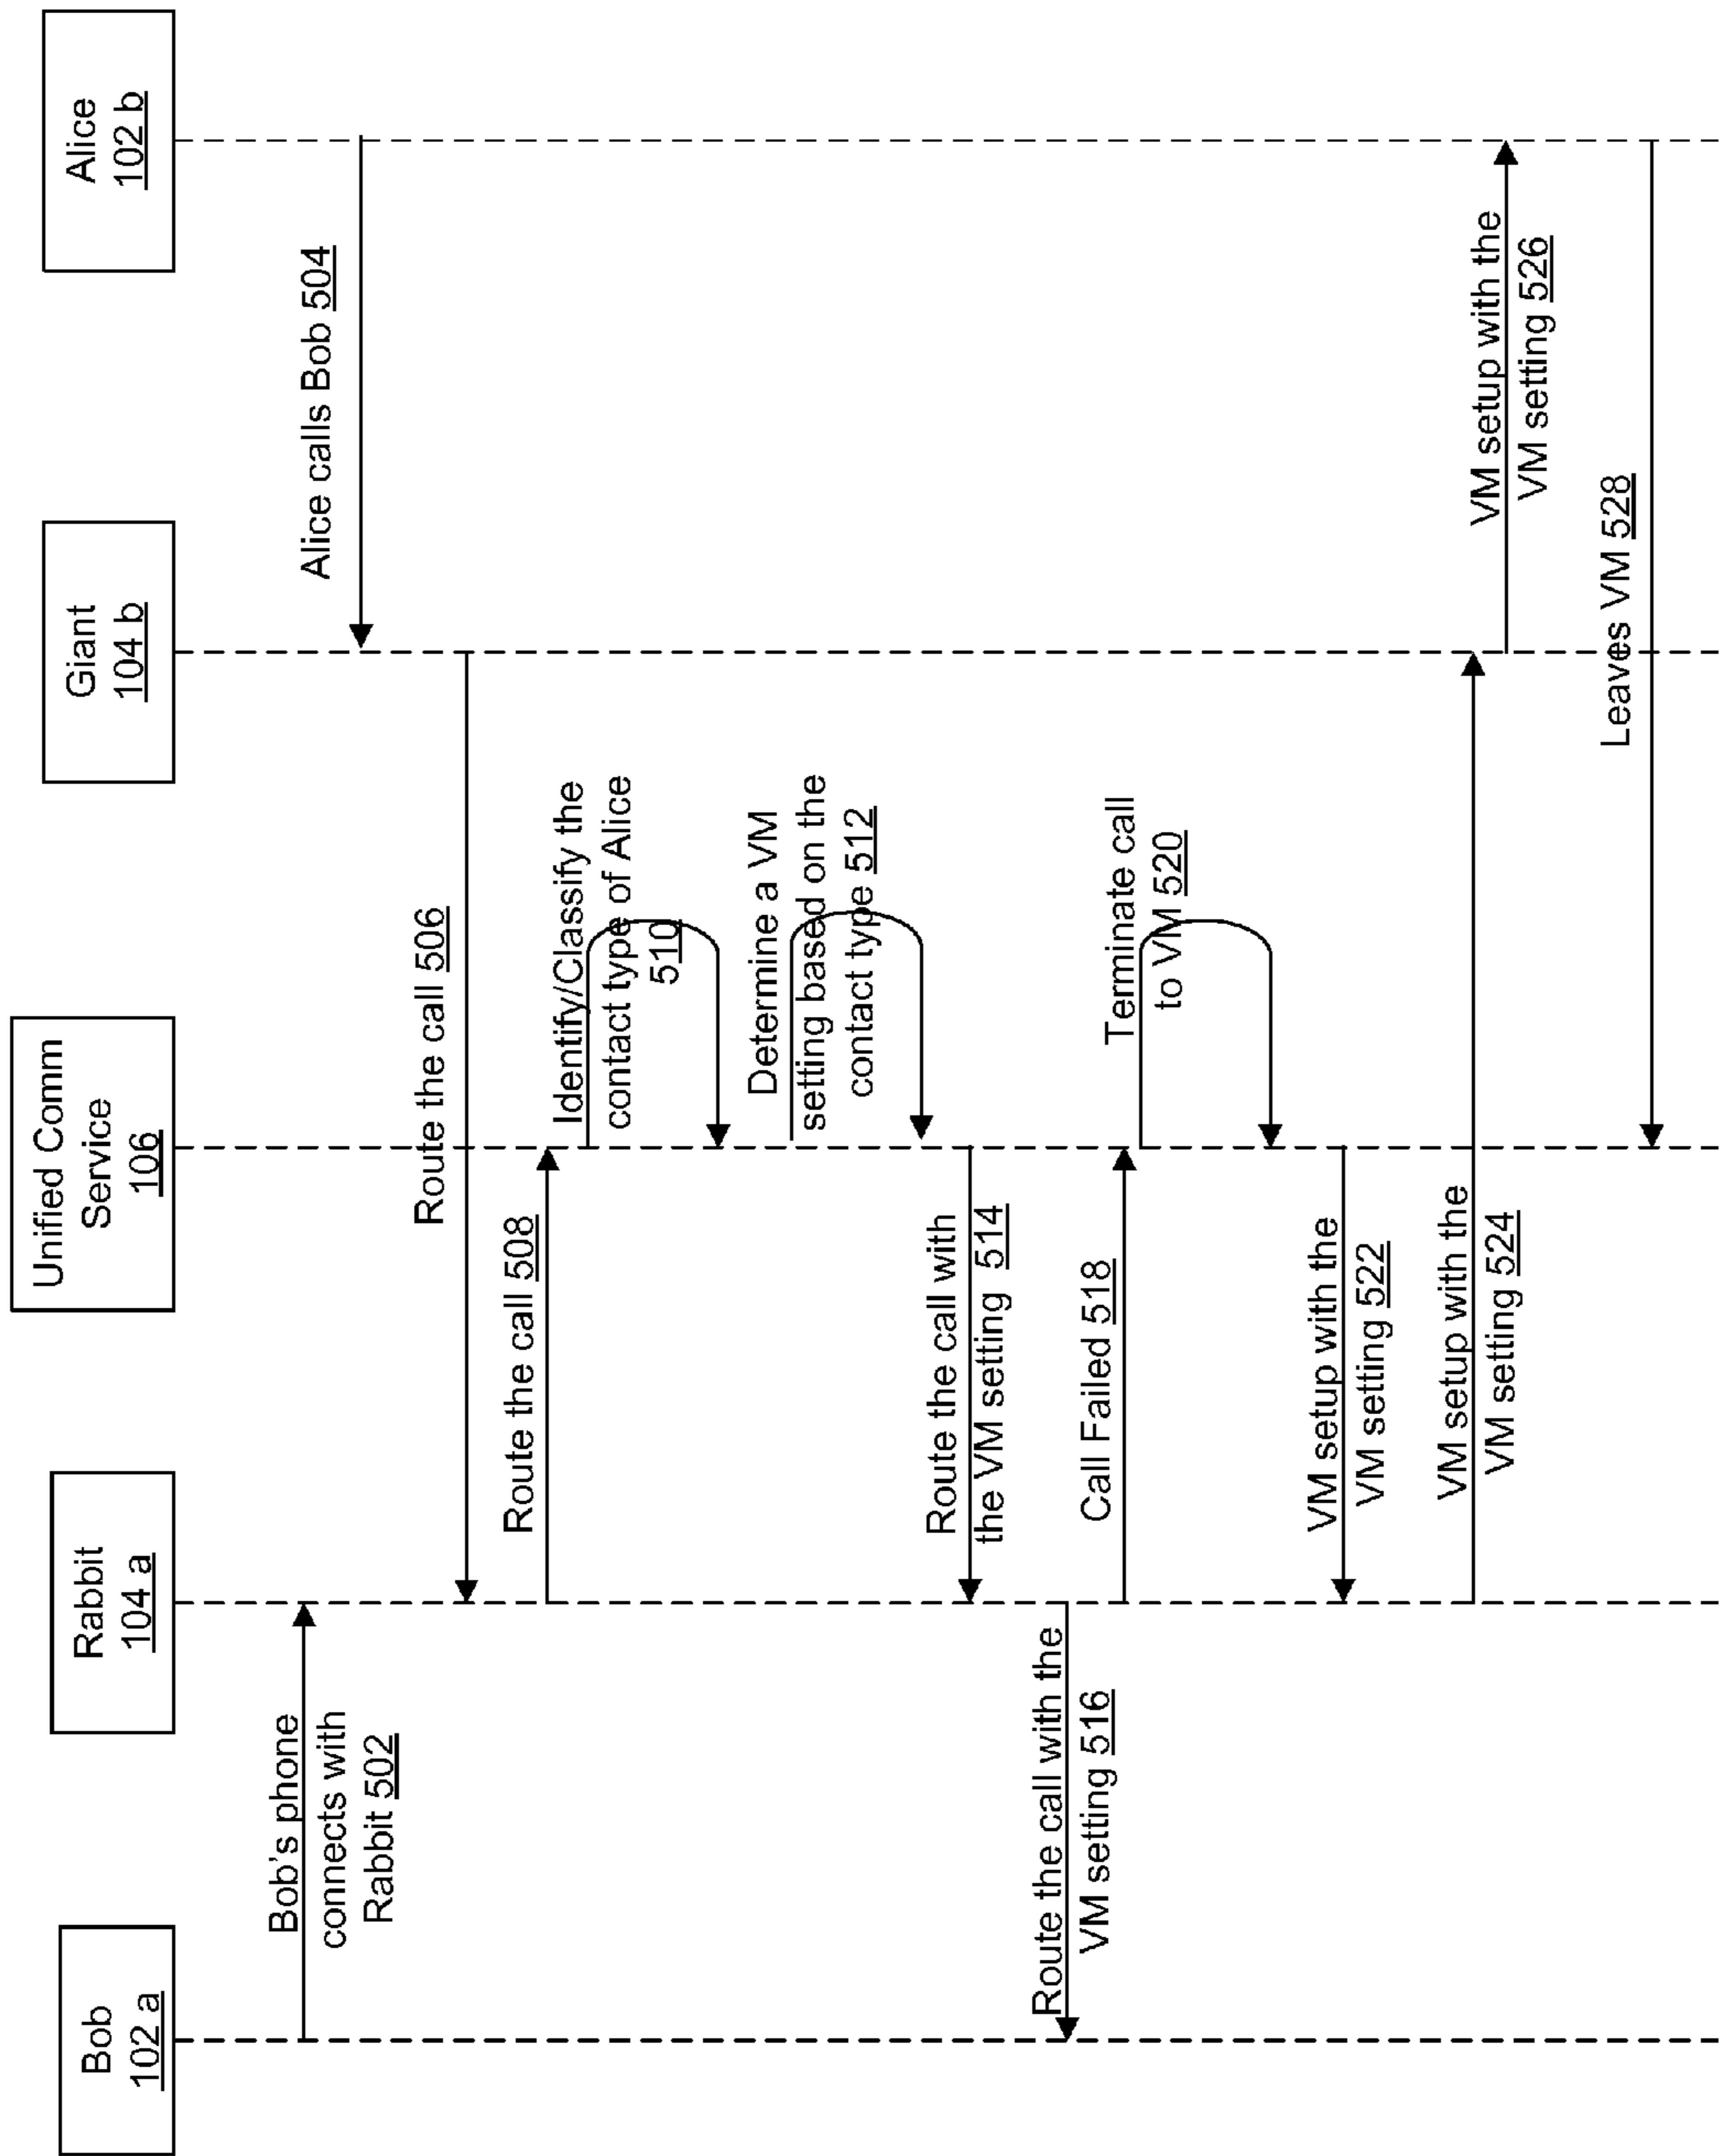 Bob
102 a
Rabbit
104 a
Unified Comm
Service
106
Giant
104 b
Alice
102 b
Bob's phone
connects with
Rabbit 502
Alice calls Bob 504
Route the call 506
Route the call 508
Identify/Classify the
contact type of Alice
510
Determine a VM
setting based on the
contact type 512
Route the call with
the VM setting 514
Route the call with the
VM setting 516
Call Failed 518
Terminate call
to VM 520
VM setup with the
VM setting 522
VM setup with the
VM setting 524
VM setup with the
VM setting 526
Leaves VM 528